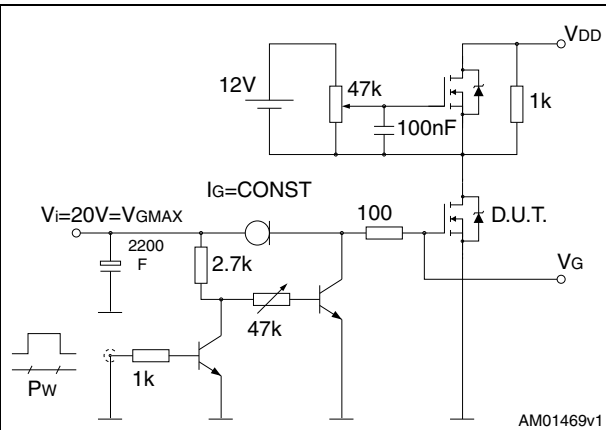 VDD
12V
47k
100nF
1k
IG=CONST
Vi=20V=VGMAX
100
D.U.T.
2200
F
2.7k
VG
47k
1k
PW
AM01469v1